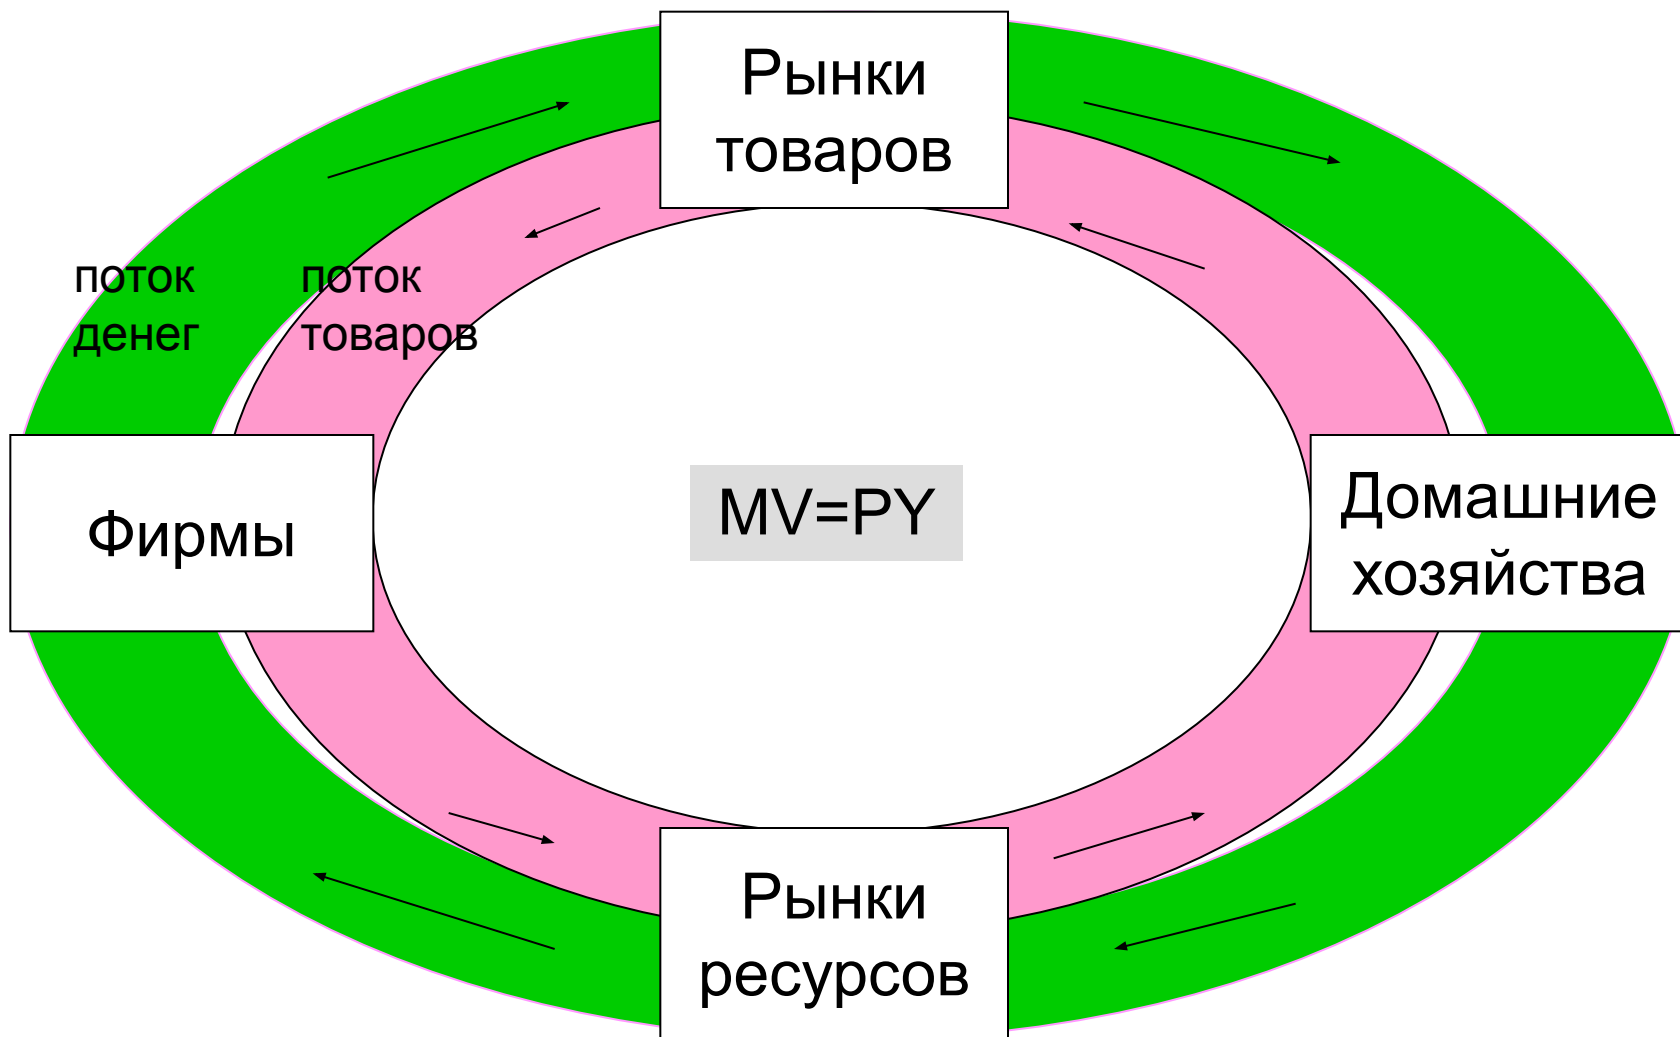 Рынки
товаров
поток
денег
поток
товаров
Фирмы
MV=PY
Домашние
хозяйства
Рынки
ресурсов